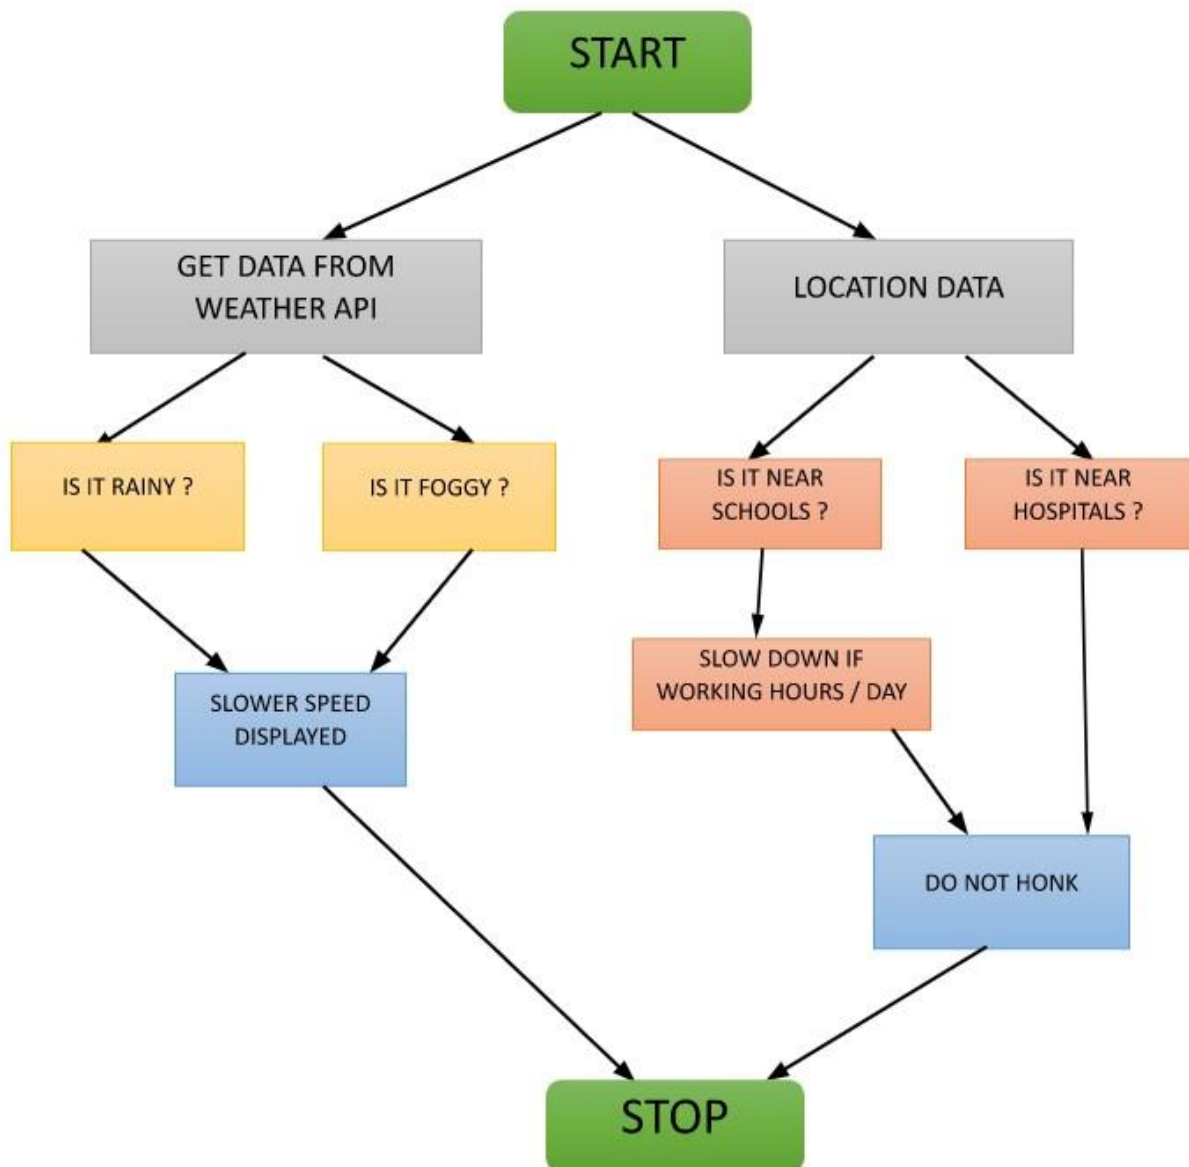 START
GET DATA FROM
WEATHER API
LOCATION DATA
IS IT RAINY ?
IS IT FOGGY ?
IS IT NEAR
SCHOOLS ?
IS IT NEAR
HOSPITALS ?
SLOW DOWN IF
WORKING HOURS / DAY
SLOWER SPEED
DISPLAYED
DO NOT HONK
STOP